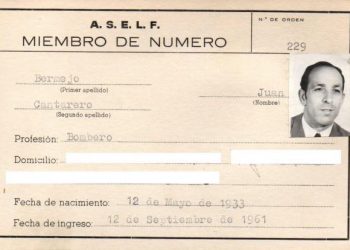 A. S. E. L. F.
MIEMBRO DE NUMERO
N.º DE ORDEN
229
Bermejo
(Primer apellido)
Juan
(Nombre)
Cantarero
(Segundo apellido)
Profesión: Bombero
Domicilio:
Fecha de nacimiento: 12 de Mayo de 1933
Fecha de ingreso: 12 de Septiembre de 1961